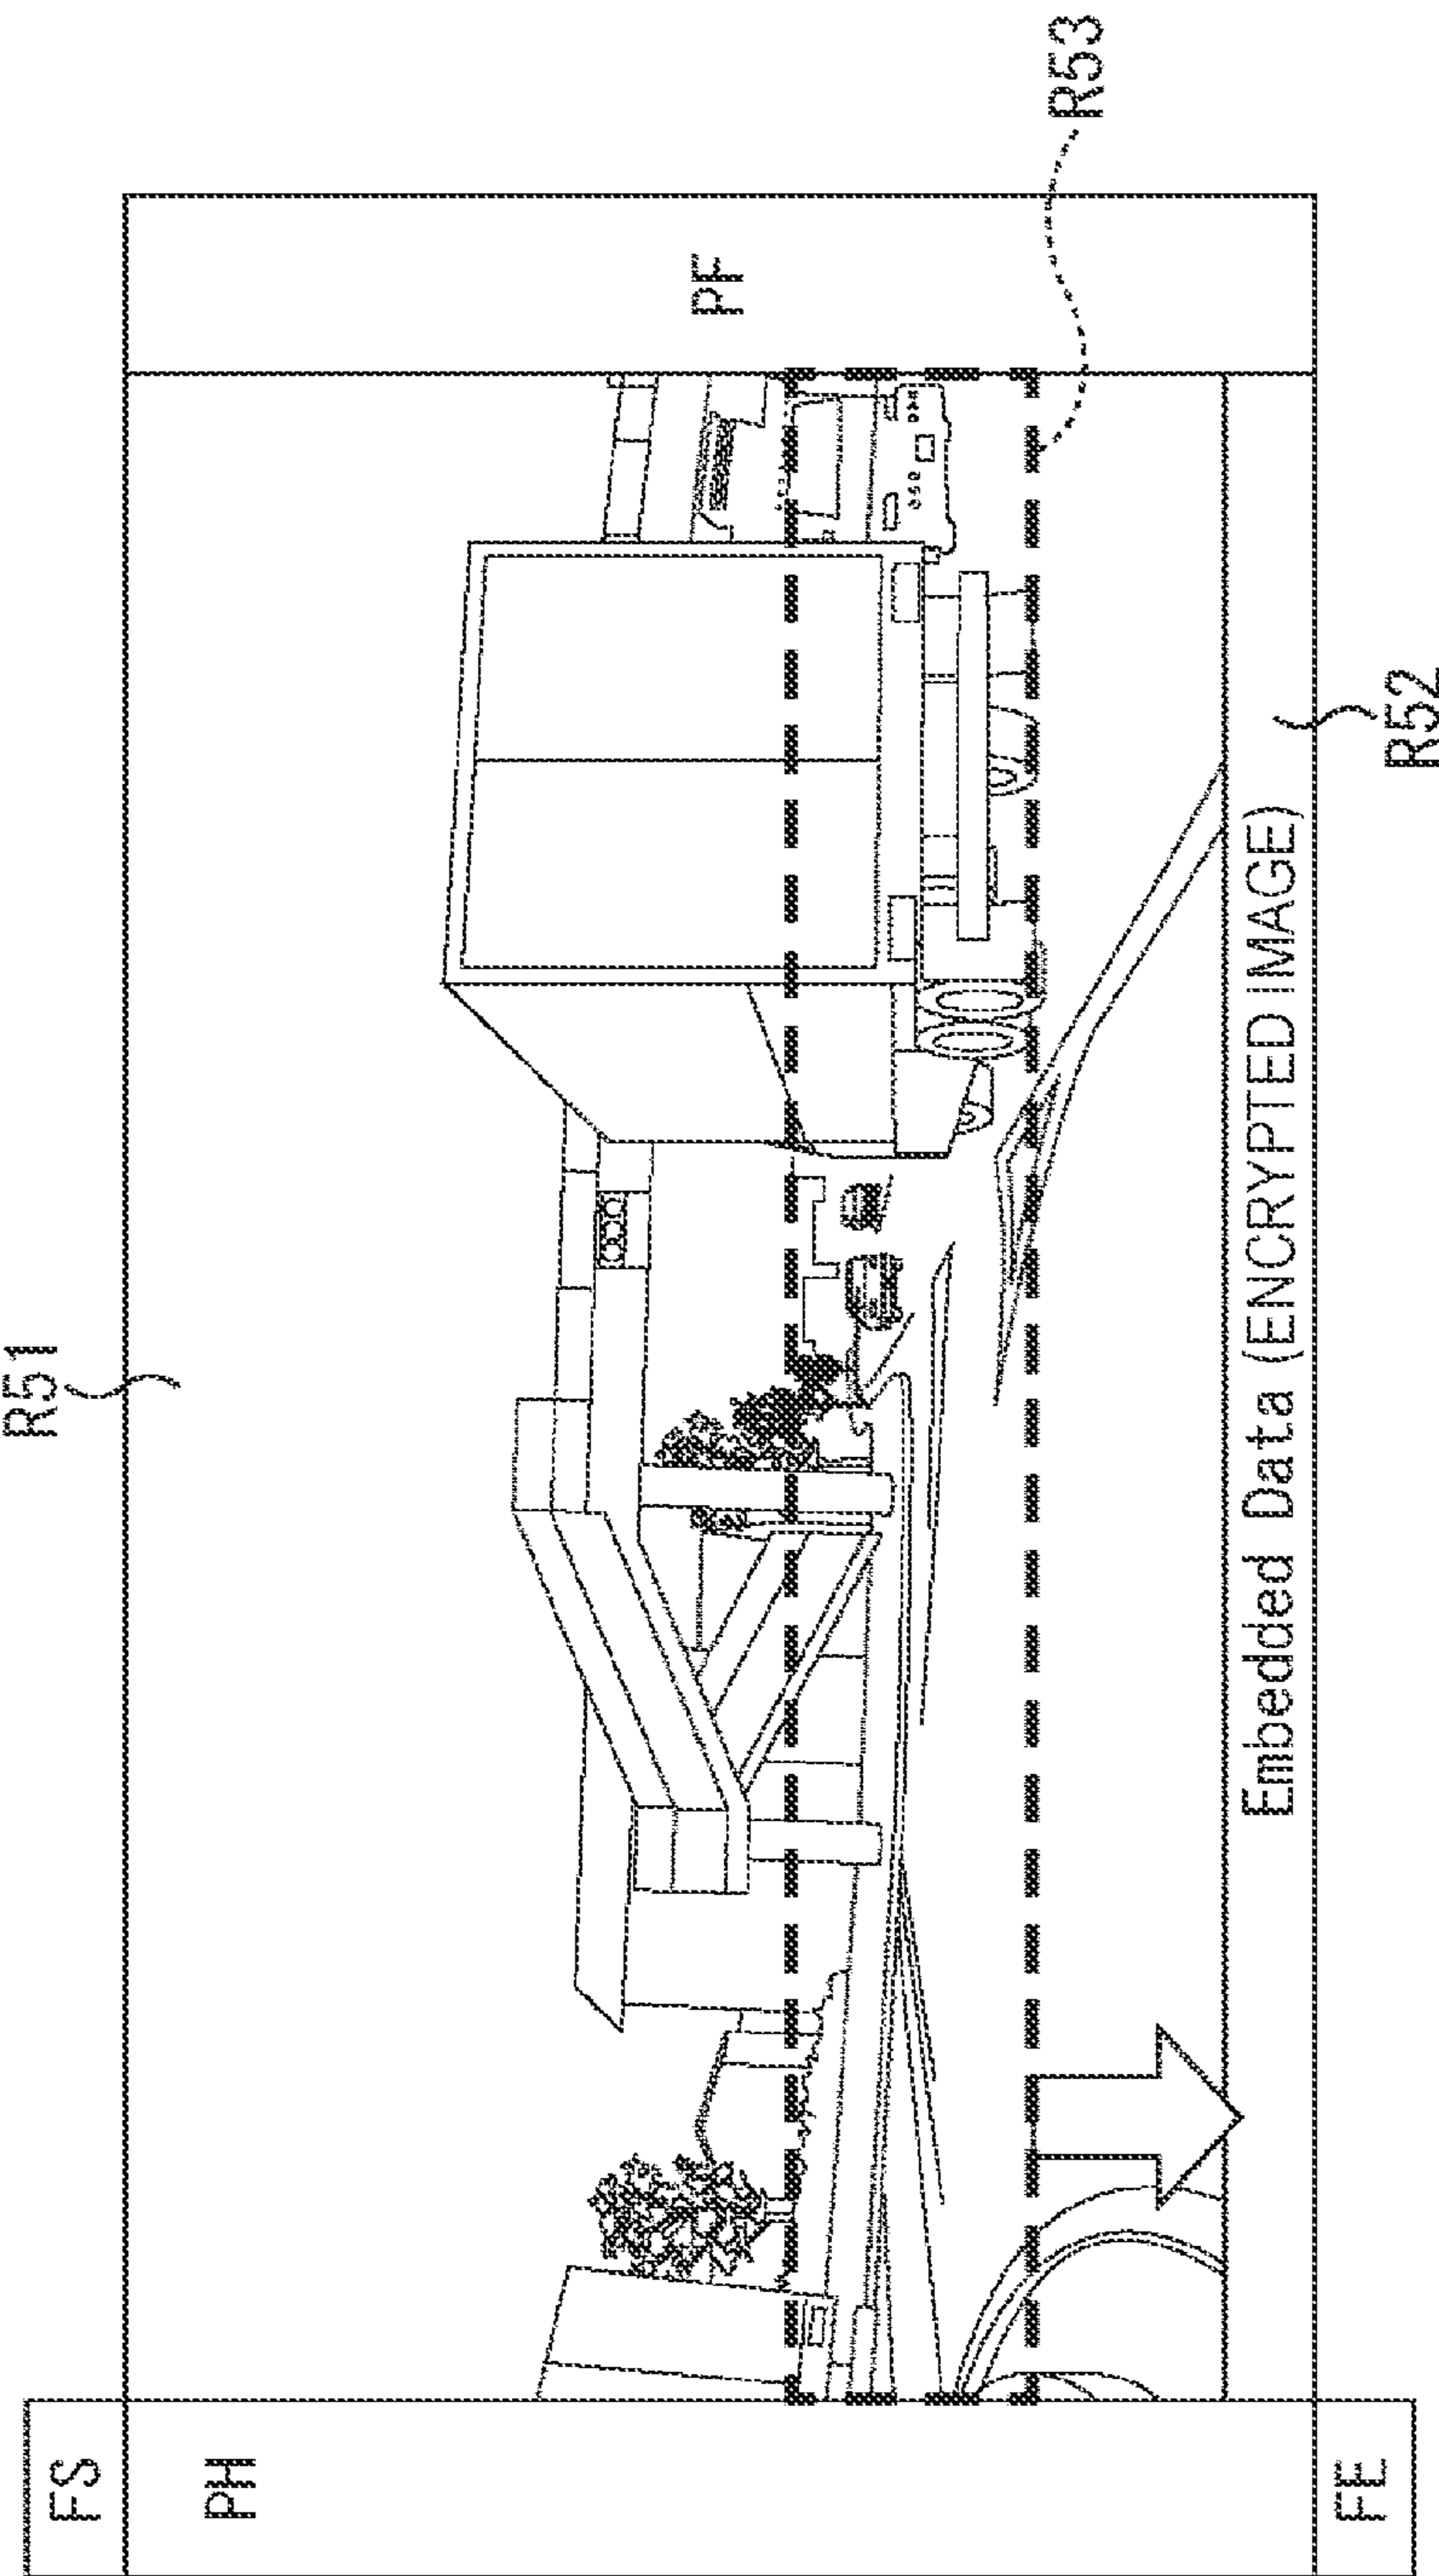 FS
R51
PH
PF
R53
Embedded Data (ENCRYPTED IMAGE)
FE
R52